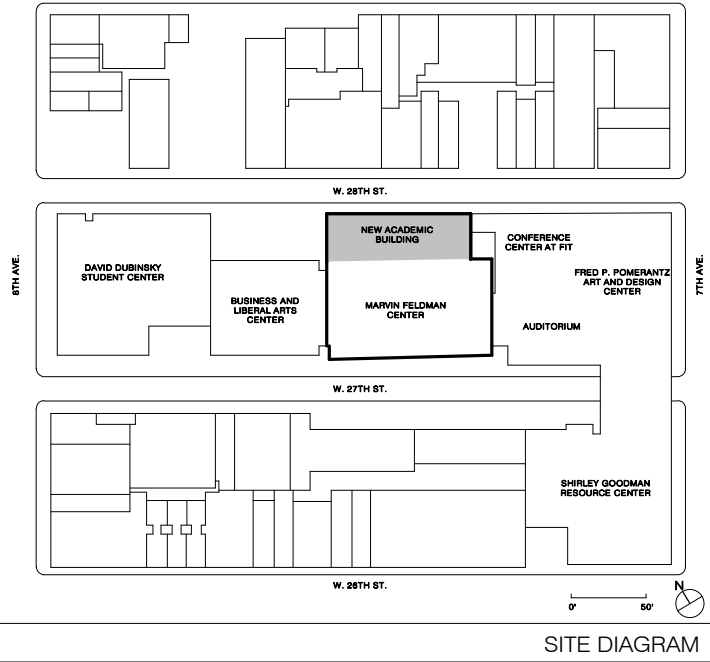 W. 28TH ST.
8TH AVE.
7TH AVE.
NEW ACADEMIC
BUILDING
CONFERENCE
CENTER AT FIT
DAVID DUBINSKY
STUDENT CENTER
FRED P. POMERANTZ
ART AND DESIGN
CENTER
BUSINESS AND
LIBERAL ARTS
CENTER
MARVIN FELDMAN
CENTER
AUDITORIUM
W. 27TH ST.
SHIRLEY GOODMAN
RESOURCE CENTER
W. 26TH ST.
N
0'
50'
SITE DIAGRAM